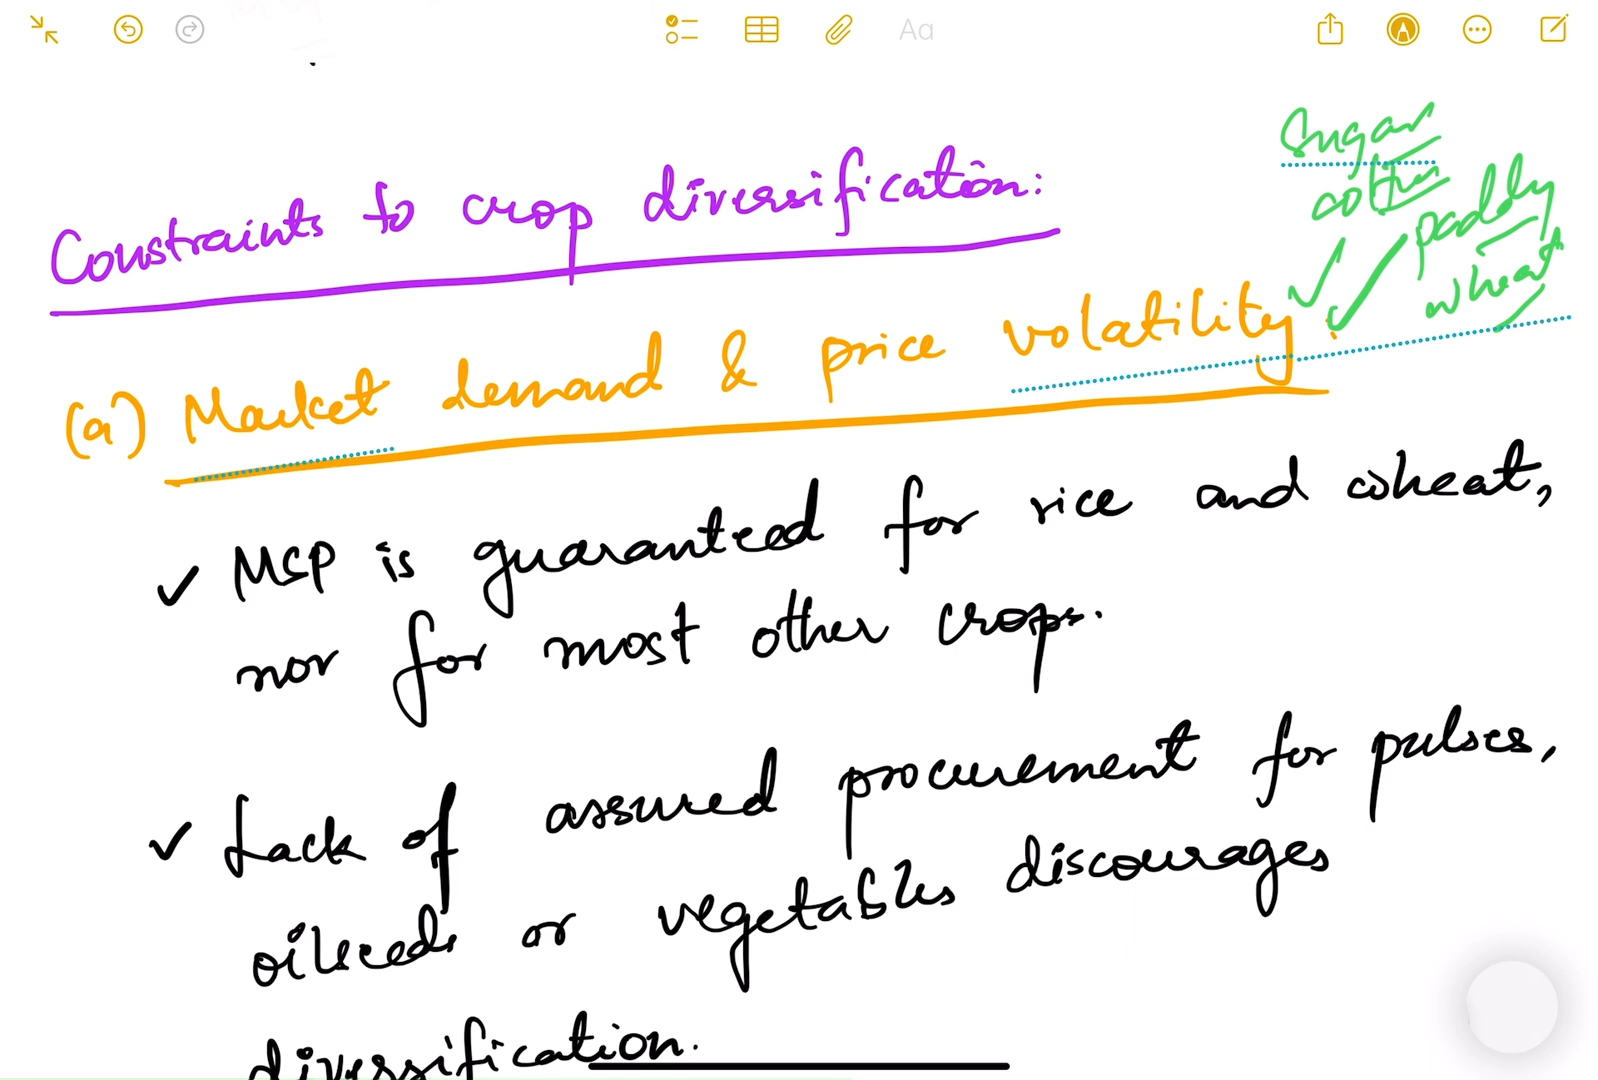 Aa
Sugar
cotton
paddy
wheat
Constraints to crop diversification:
(a) Market demand & price volatility:
✓ MSP is guaranteed for rice and wheat,
nor for most other crops.
✓ Lack of assured procurement for pulses,
oilseeds or vegetables discourages
diversification.